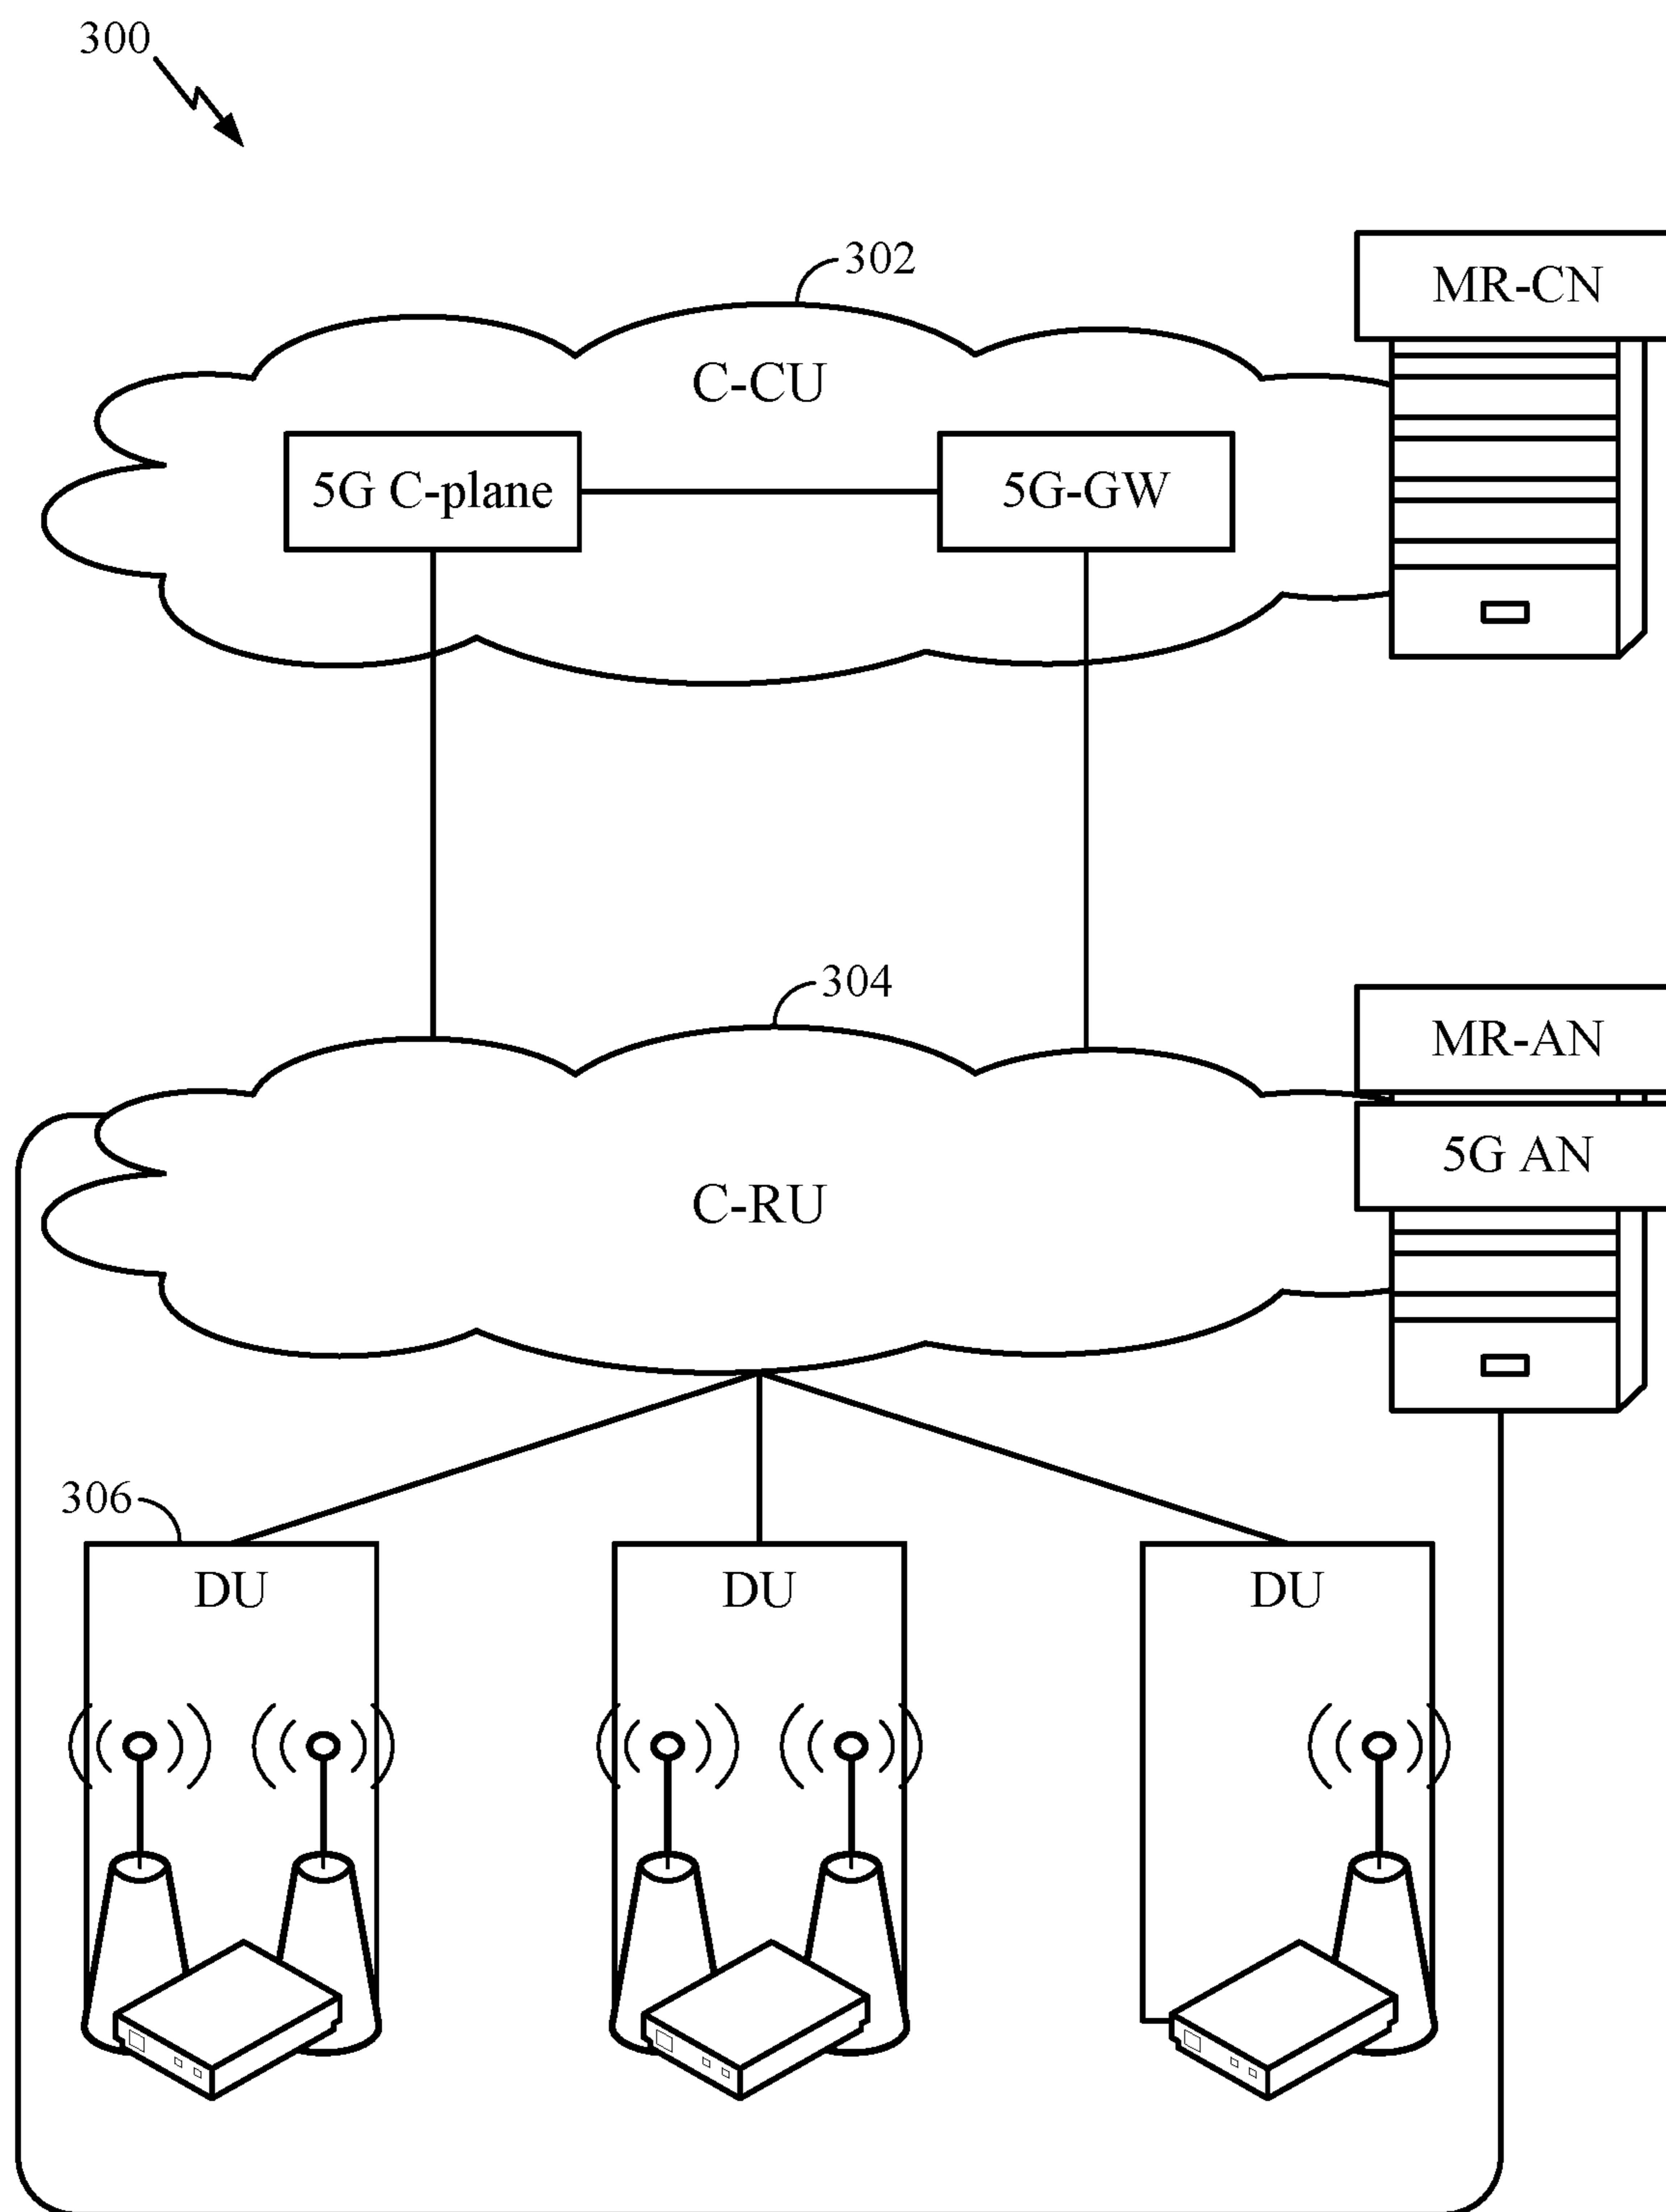 300
302
MR-CN
C-CU
5G C-plane
5G-GW
304
MR-AN
5G AN
C-RU
306
DU
DU
DU